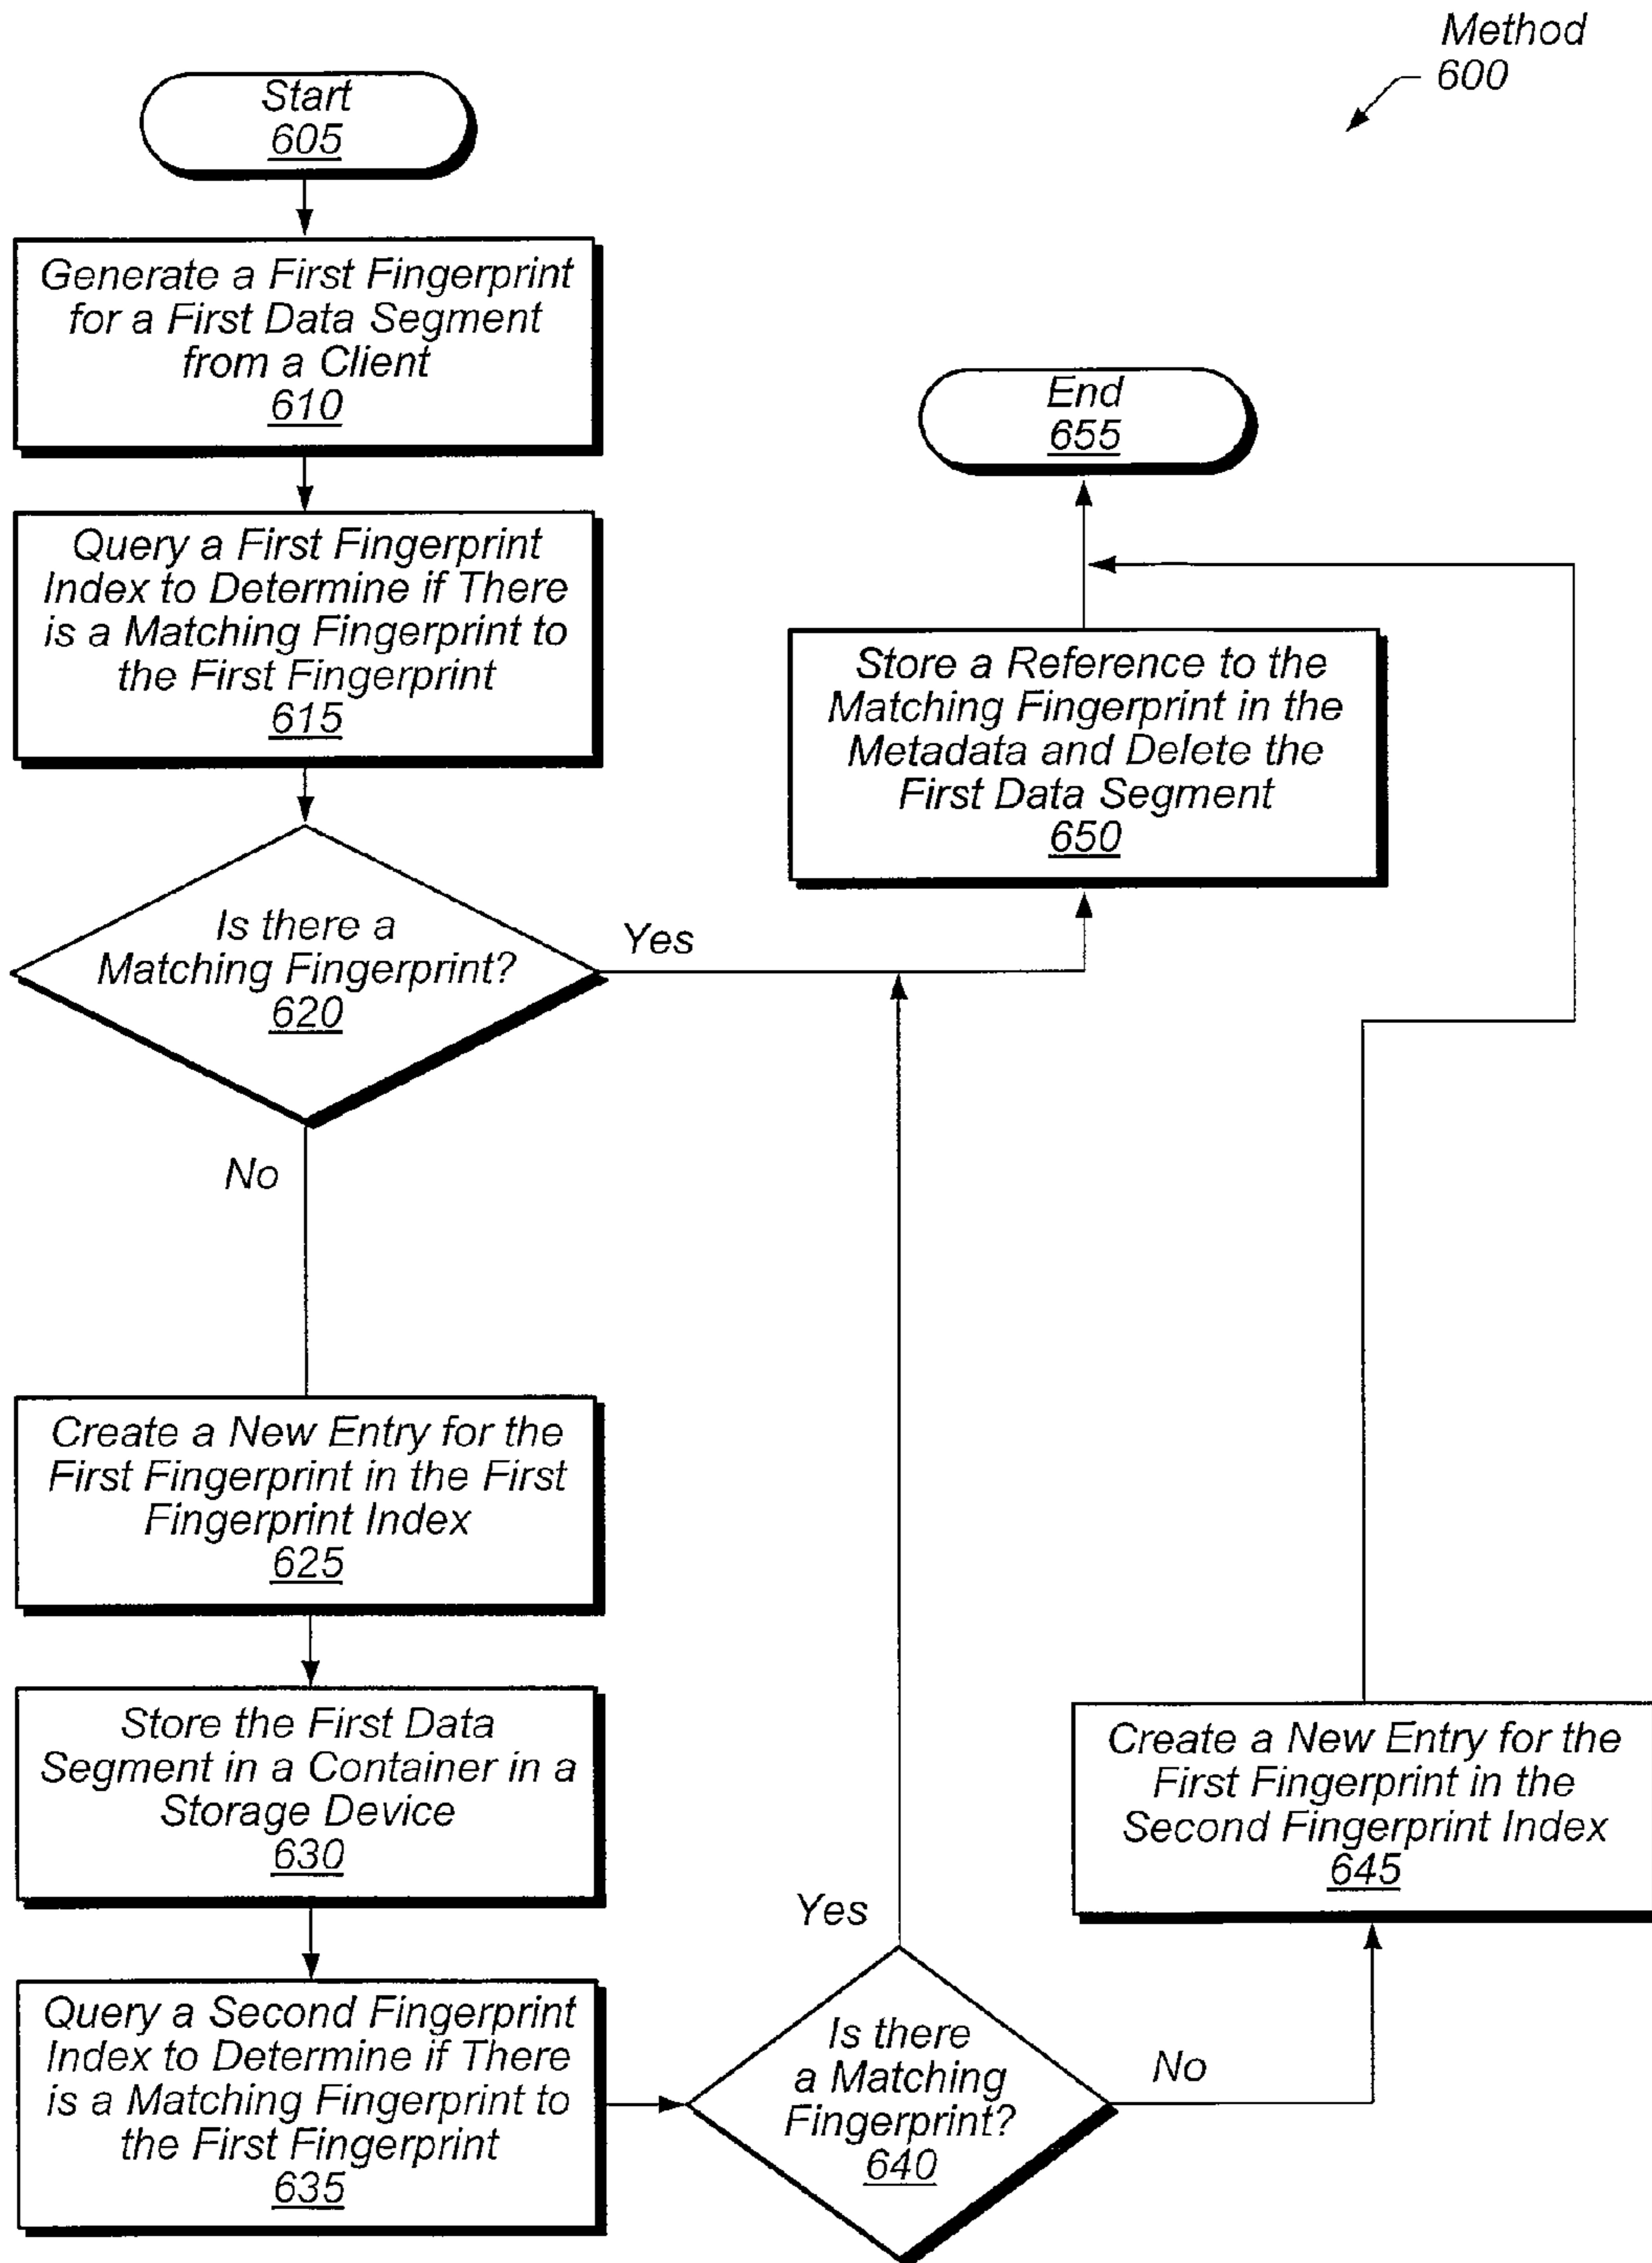 Method
600
Start
605
Generate a First Fingerprint
for a First Data Segment
from a Client
610
Query a First Fingerprint
Index to Determine if There
is a Matching Fingerprint to
the First Fingerprint
615
Is there a
Matching Fingerprint?
620
Yes
No
End
655
Store a Reference to the
Matching Fingerprint in the
Metadata and Delete the
First Data Segment
650
Create a New Entry for the
First Fingerprint in the First
Fingerprint Index
625
Store the First Data
Segment in a Container in a
Storage Device
630
Query a Second Fingerprint
Index to Determine if There
is a Matching Fingerprint to
the First Fingerprint
635
Is there
a Matching
Fingerprint?
640
Yes
No
Create a New Entry for the
First Fingerprint in the
Second Fingerprint Index
645